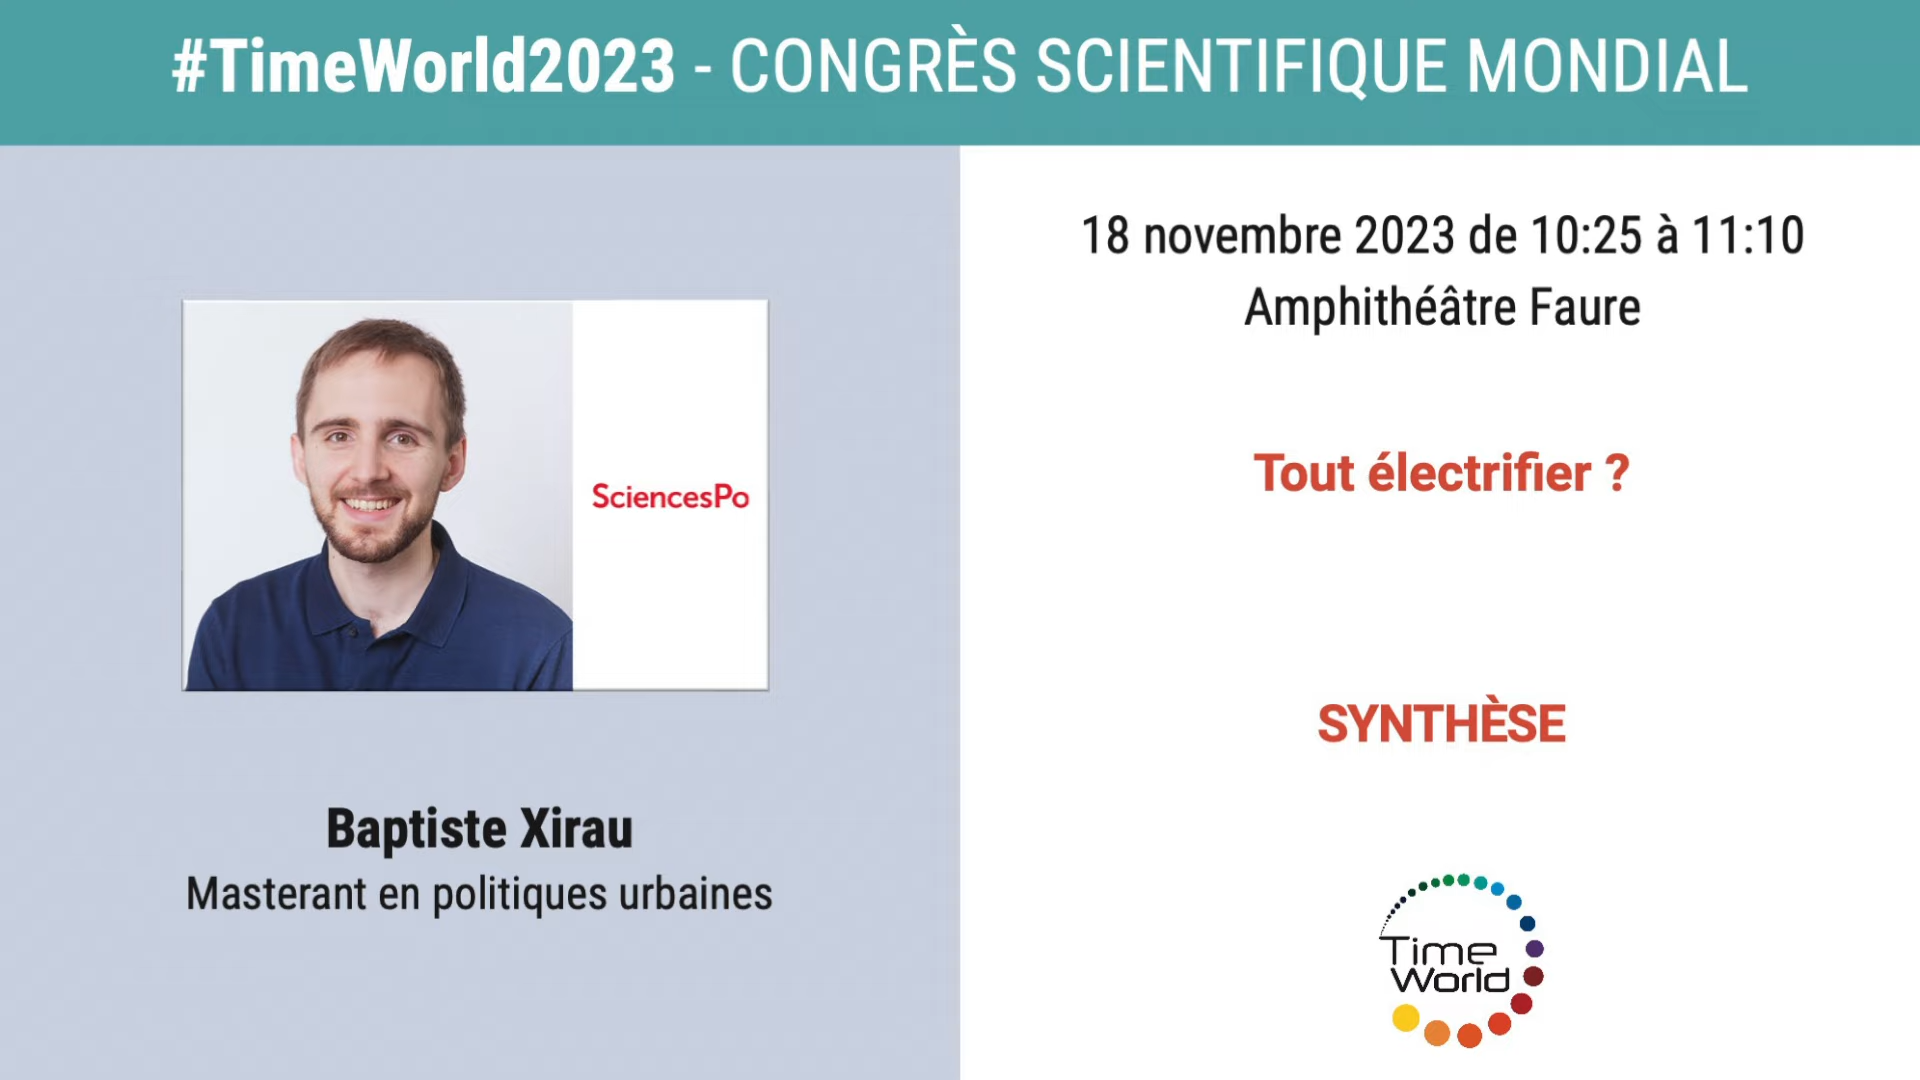 #TimeWorld2023 - CONGRÈS SCIENTIFIQUE MONDIAL
SciencesPo
Baptiste Xirau
Masterant en politiques urbaines
18 novembre 2023 de 10:25 à 11:10
Amphithéâtre Faure
Tout électrifier ?
SYNTHÈSE
Time
World